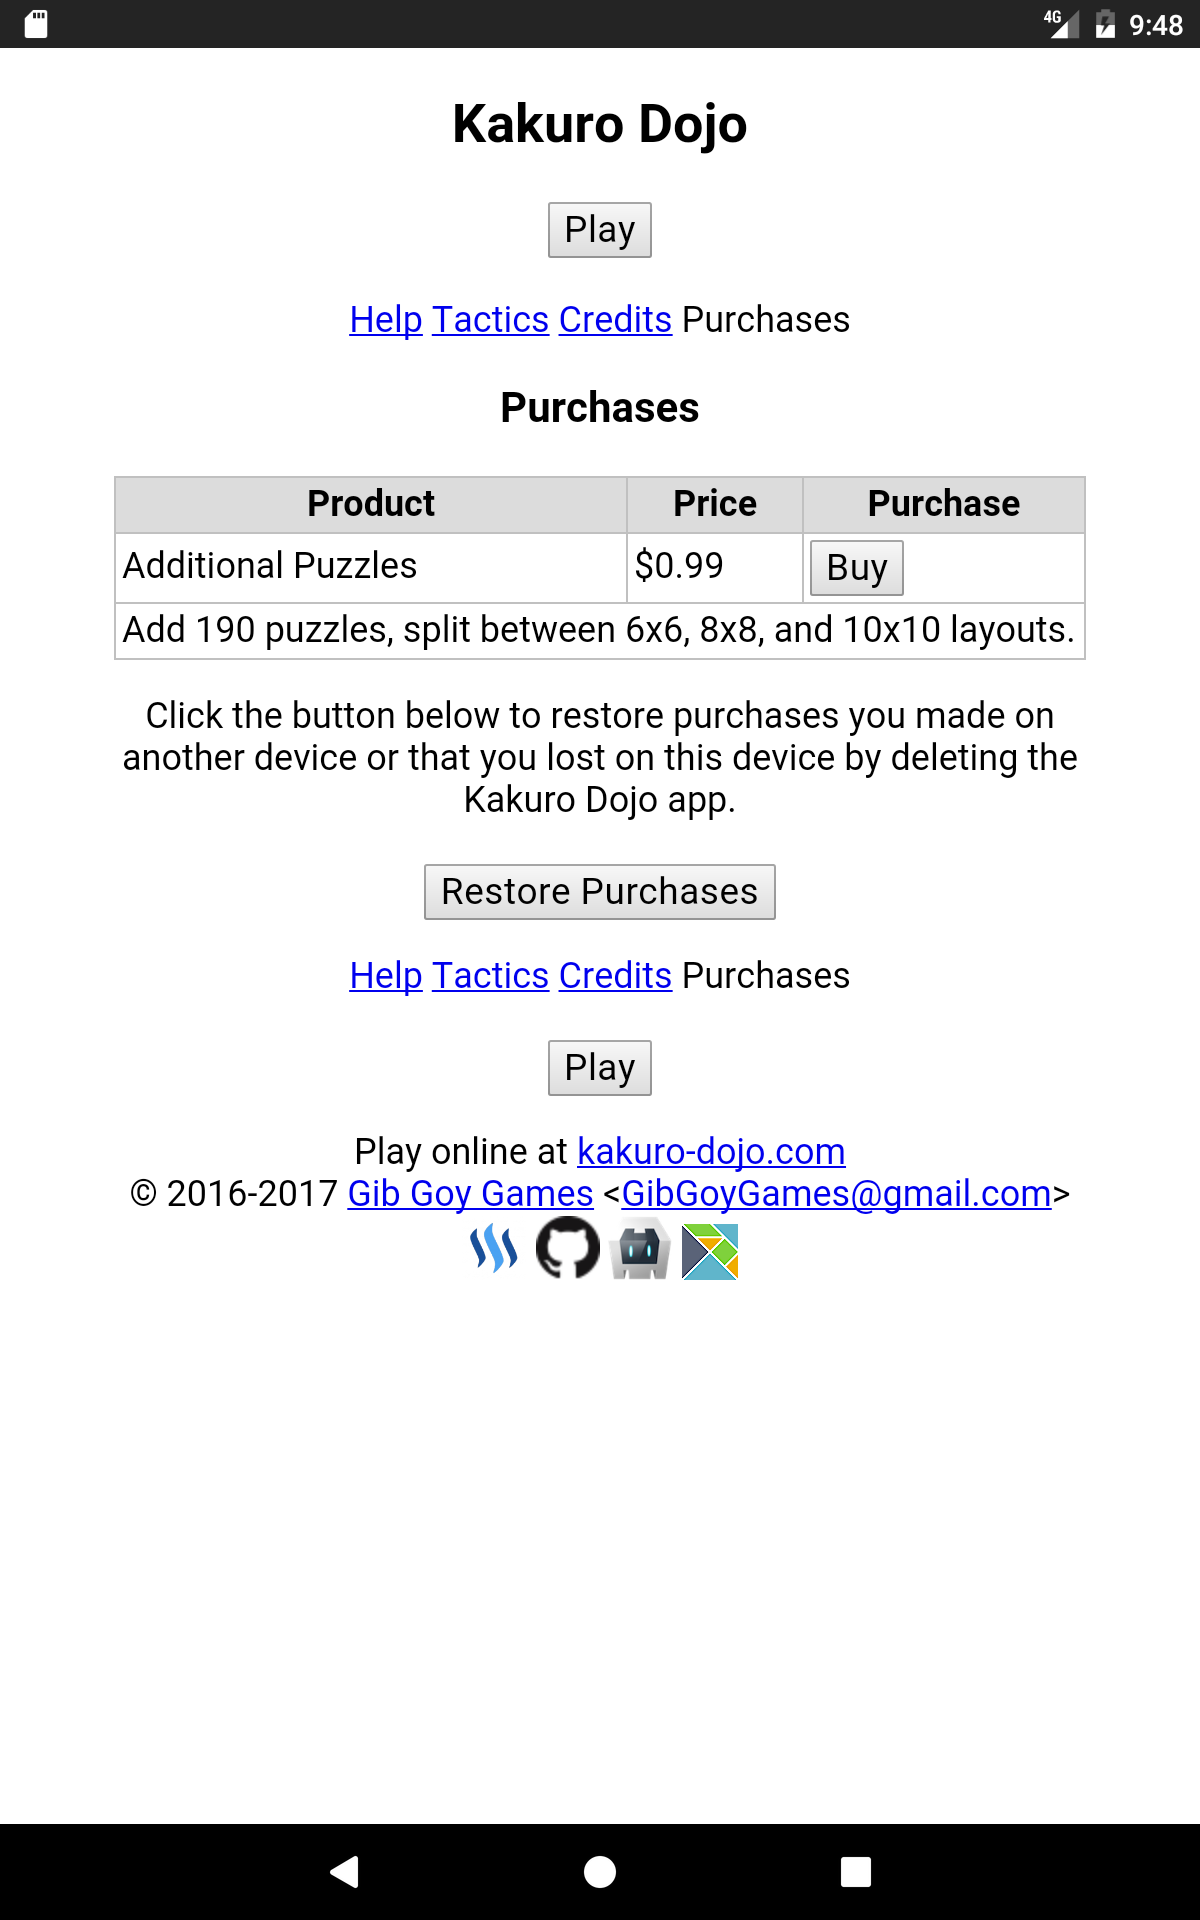 4G 9:48
Kakuro Dojo
Play
Help Tactics Credits Purchases
Purchases
Product Price Purchase
Additional Puzzles $0.99 Buy
Add 190 puzzles, split between 6x6, 8x8, and 10x10 layouts.
Click the button below to restore purchases you made on
another device or that you lost on this device by deleting the
Kakuro Dojo app.
Restore Purchases
Help Tactics Credits Purchases
Play
Play online at kakuro-dojo.com
© 2016-2017 Gib Goy Games <GibGoyGames@gmail.com>